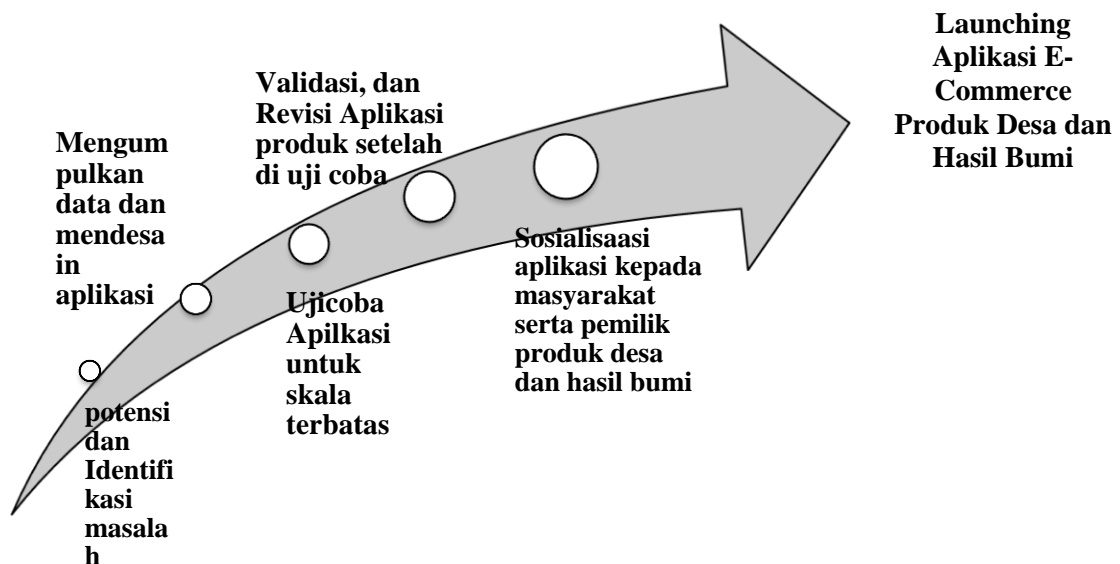 potensi
dan
Identifi
kasi
masala
h
Mengum
pulkan
data dan
mendesa
in
aplikasi
Ujicoba
Apilkasi
untuk
skala
terbatas
Validasi, dan
Revisi Aplikasi
produk setelah
di uji coba
Sosialisaasi
aplikasi kepada
masyarakat
serta pemilik
produk desa
dan hasil bumi
Launching
Aplikasi E-
Commerce
Produk Desa dan
Hasil Bumi